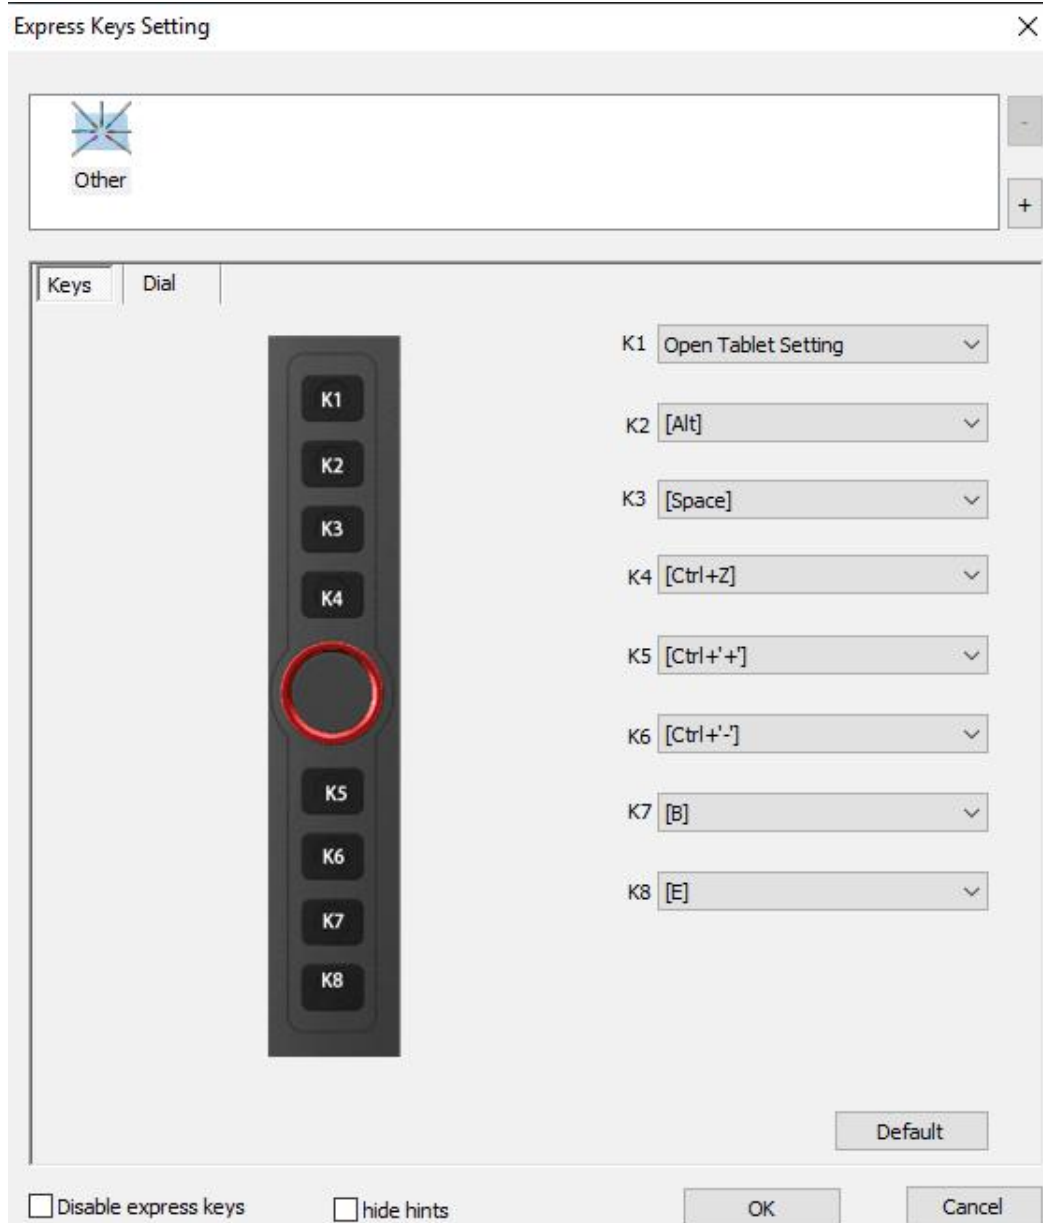 Express Keys Setting
-
Other
+
Keys Dial
K1 K1 Open Tablet Setting
K2 K2 [Alt]
K3 K3 [Space]
K4 K4 [Ctrl+Z]
K5 [Ctrl+'+']
K6 [Ctrl+'-']
K5 K7 [B]
K6 K8 [E]
K7
K8
Default
Disable express keys hide hints OK Cancel